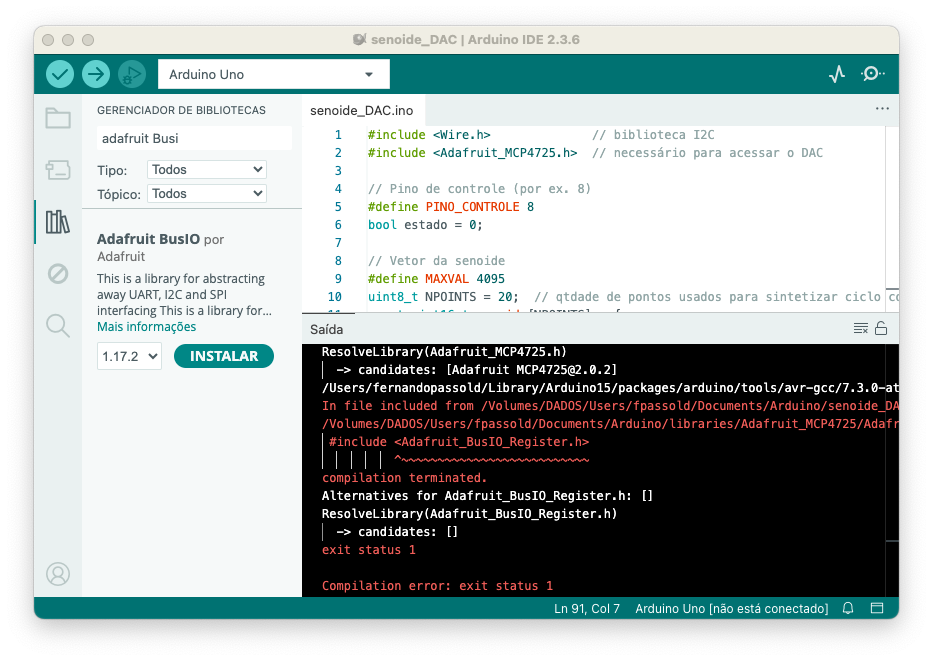 senoide_DAC | Arduino IDE 2.3.6
Arduino Uno
GERENCIADOR DE BIBLIOTECAS
adafruit Busi
Tipo: Todos
Tópico: Todos
Adafruit BusIO por
Adafruit
This is a library for abstracting
away UART, I2C and SPI
interfacing This is a library for...
Mais informações
1.17.2 INSTALAR
senoide_DAC.ino
1 #include <Wire.h> // biblioteca I2C
2 #include <Adafruit_MCP4725.h> // necessário para acessar o DAC
3
4 // Pino de controle (por ex. 8)
5 #define PINO_CONTROLE 8
6 bool estado = 0;
7
8 // Vetor da senoide
9 #define MAXVAL 4095
10 uint8_t NPOINTS = 20; // qtdade de pontos usados para sintetizar ciclo
Saída
ResolveLibrary(Adafruit_MCP4725.h)
-> candidates: [Adafruit MCP4725@2.0.2]
/Users/fernandopassold/Library/Arduino15/packages/arduino/tools/avr-gcc/7.3.0-at
In file included from /Volumes/DADOS/Users/fpassold/Documents/Arduino/senoide_DA
/Volumes/DADOS/Users/fpassold/Documents/Arduino/libraries/Adafruit_MCP4725/Adafr
#include <Adafruit_BusIO_Register.h>
^~~~~~~~~~~~~~~~~~~~~~~~~~~
compilation terminated.
Alternatives for Adafruit_BusIO_Register.h: []
ResolveLibrary(Adafruit_BusIO_Register.h)
-> candidates: []
exit status 1
Compilation error: exit status 1
Ln 91, Col 7 Arduino Uno [não está conectado]